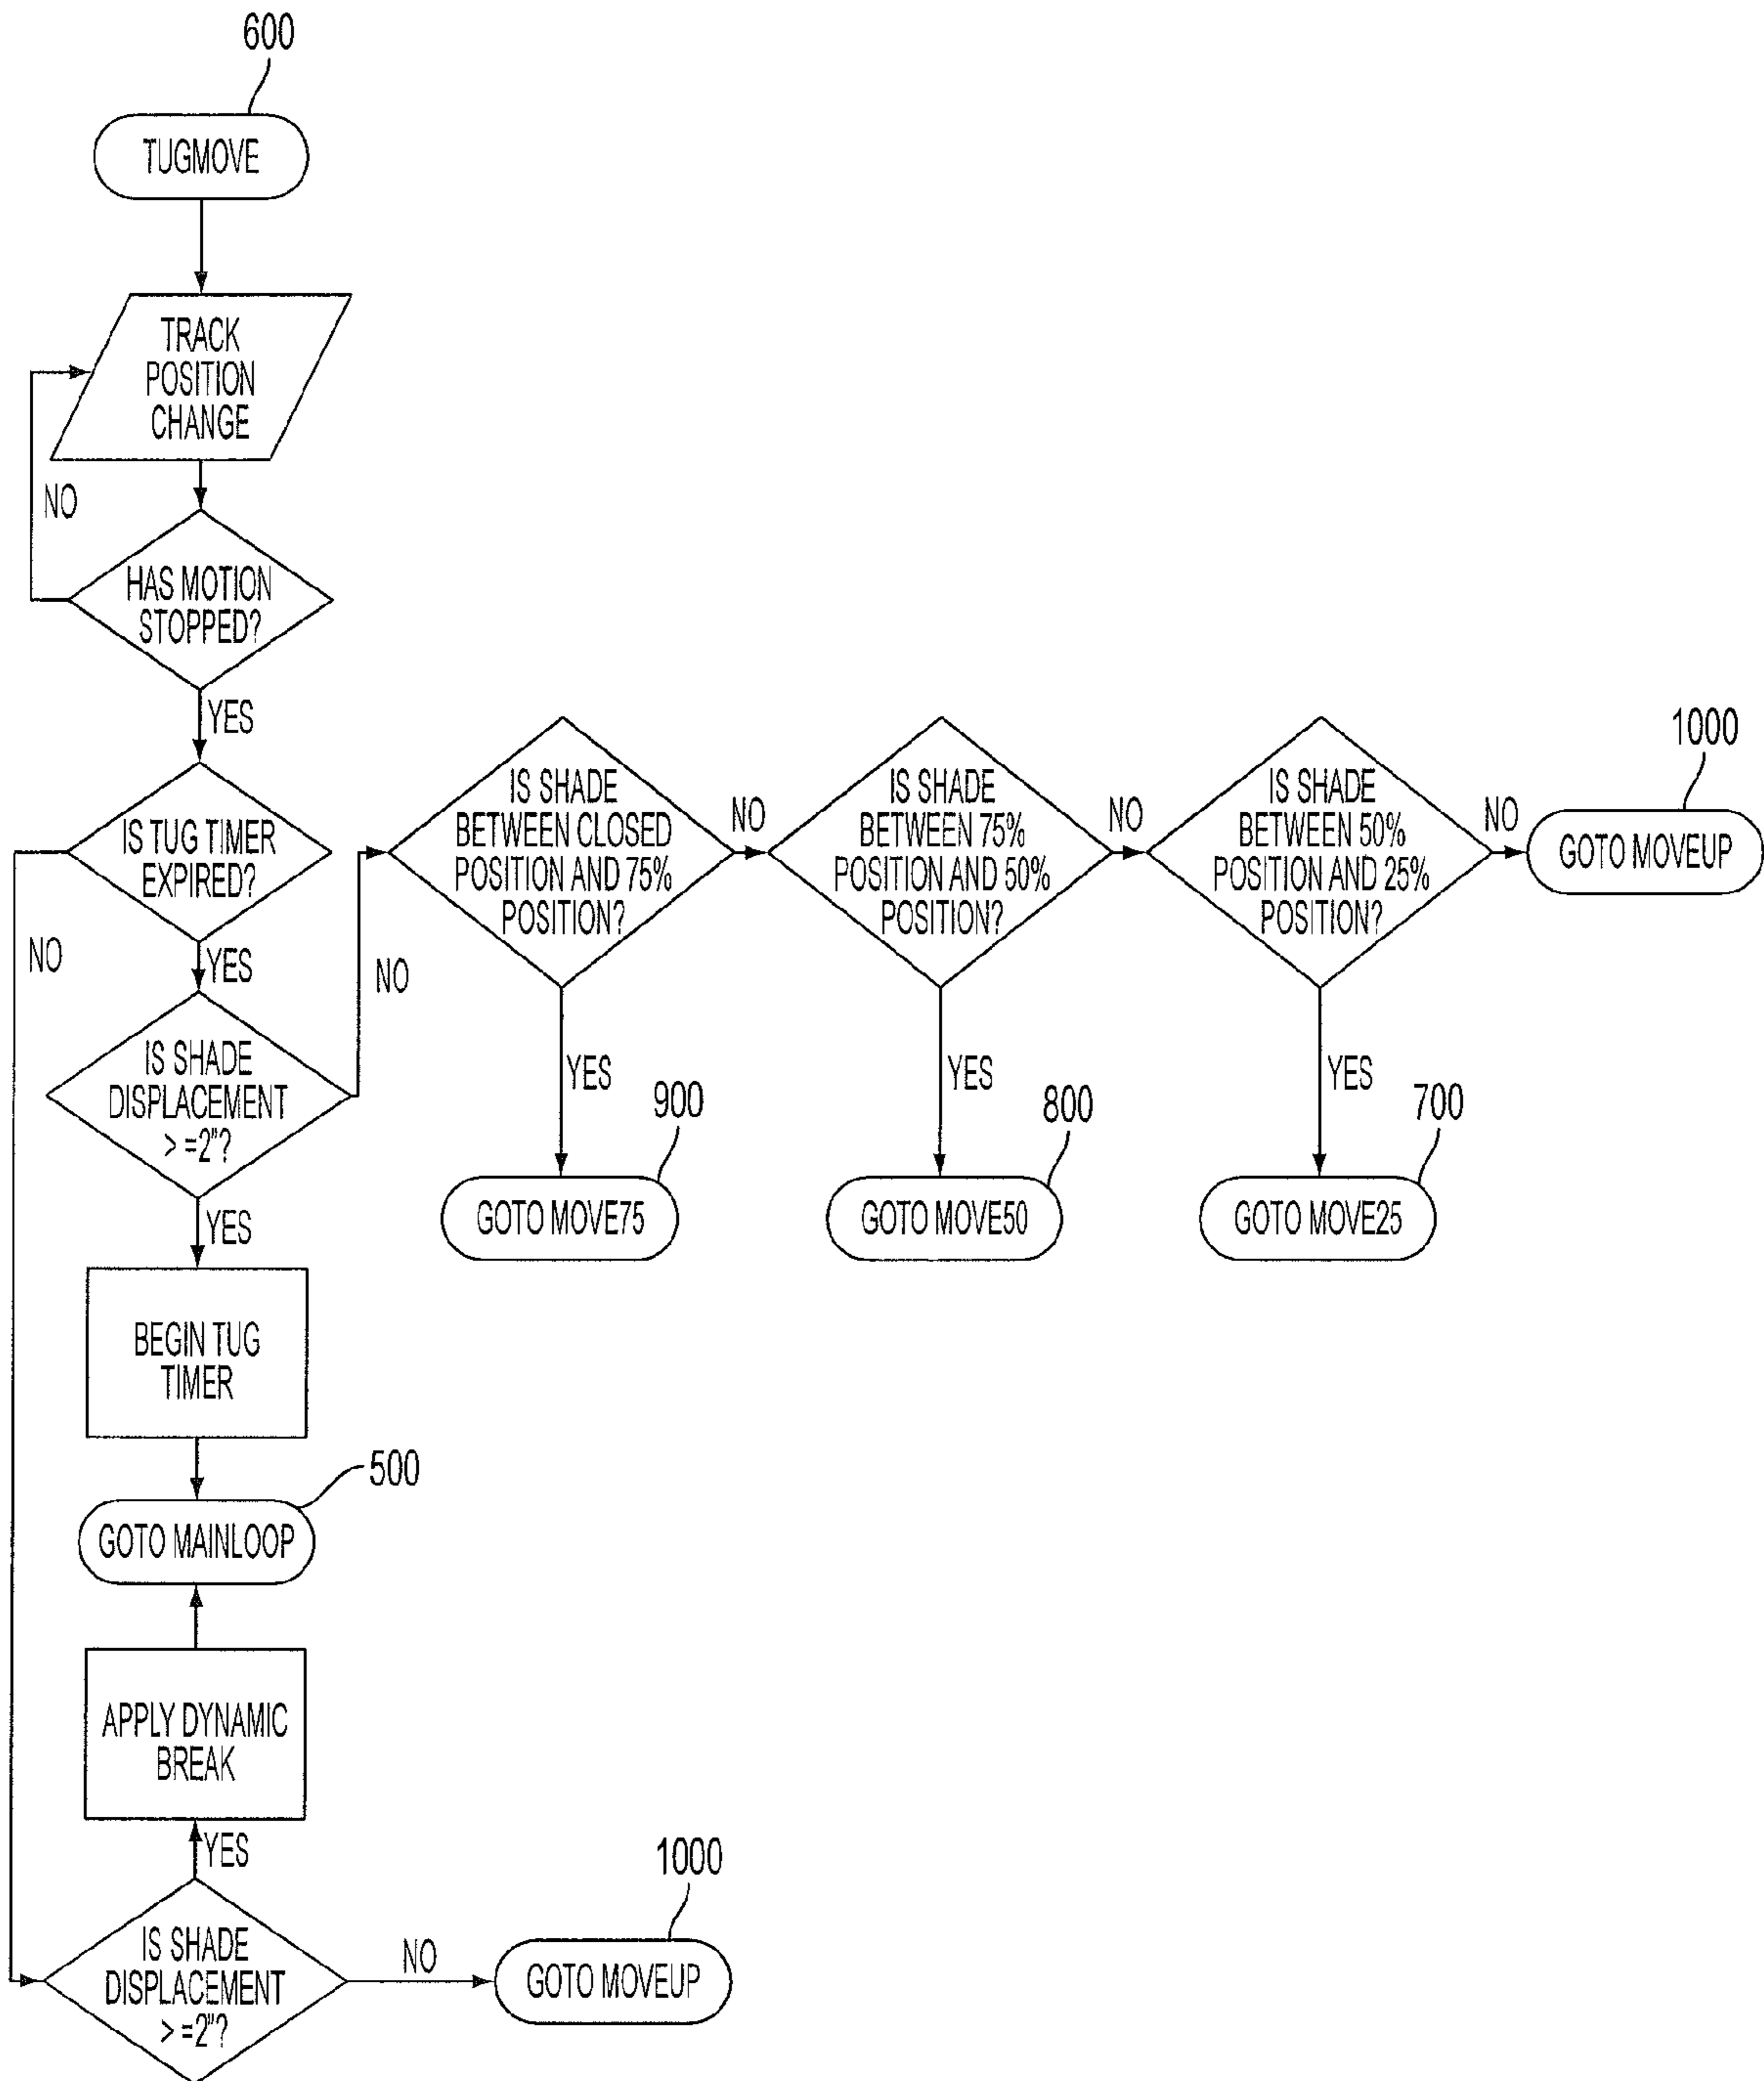 600
TUGMOVE
TRACK
POSITION
CHANGE
NO
HAS MOTION
STOPPED?
YES
IS TUG TIMER
EXPIRED?
NO
YES
IS SHADE
DISPLACEMENT
> =2"?
NO
IS SHADE
BETWEEN CLOSED
POSITION AND 75%
POSITION?
NO
IS SHADE
BETWEEN 75%
POSITION AND 50%
POSITION?
NO
IS SHADE
BETWEEN 50%
POSITION AND 25%
POSITION?
NO
1000
GOTO MOVEUP
YES
900
GOTO MOVE75
YES
800
GOTO MOVE50
YES
700
GOTO MOVE25
YES
BEGIN TUG
TIMER
500
GOTO MAINLOOP
APPLY DYNAMIC
BREAK
YES
IS SHADE
DISPLACEMENT
> =2"?
NO
1000
GOTO MOVEUP